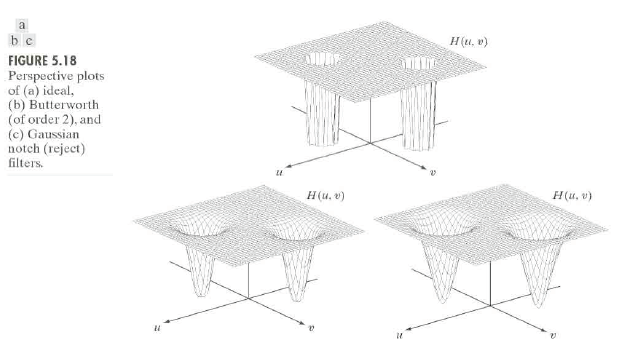 a
b c
FIGURE 5.18
Perspective plots
of (a) ideal,
(b) Butterworth
(of order 2), and
(c) Gaussian
notch (reject)
filters.
H(u, v)
u
v
H(u, v)
u
v
H(u, v)
u
v